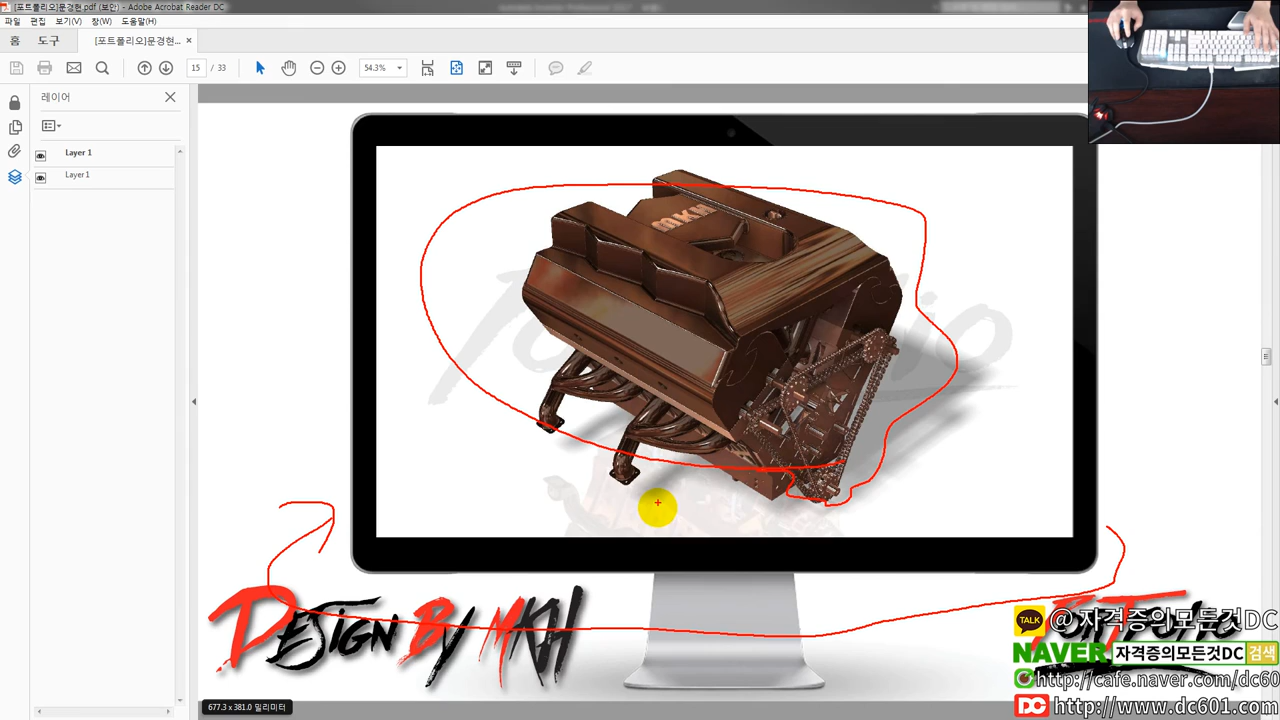 [포트폴리오]문경현.pdf (보안) - Adobe Acrobat Reader DC
파일 편집 보기(V) 창(W) 도움말(H)
홈 도구 [포트폴리오]문경현... ×
15 / 33 54.3%
레이어
Layer 1
Layer 1
MKH
Design By MKH
TALK @ 자격증의모든것DC
NAVER 자격증의모든것DC 검색
http://cafe.naver.com/dc60
DC http://www.dc601.com
677.3 x 381.0 밀리미터